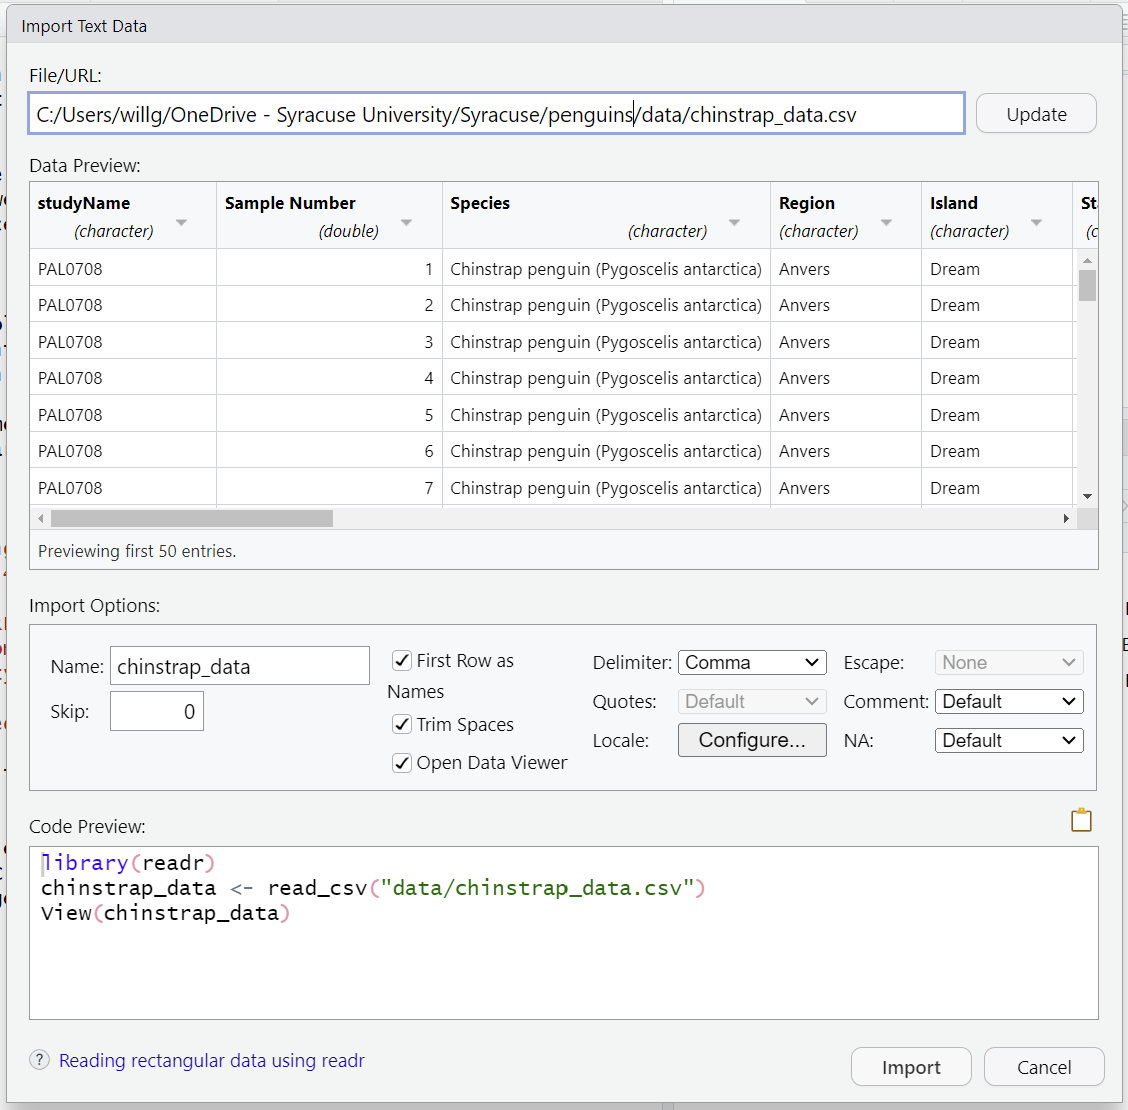 Import Text Data
File/URL:
C:/Users/willg/OneDrive - Syracuse University/Syracuse/penguins/data/chinstrap_data.csv
Update
Data Preview:
studyName Sample Number Species Region Island
(character) (double) (character) (character) (character)
PAL0708 1 Chinstrap penguin (Pygoscelis antarctica) Anvers Dream
PAL0708 2 Chinstrap penguin (Pygoscelis antarctica) Anvers Dream
PAL0708 3 Chinstrap penguin (Pygoscelis antarctica) Anvers Dream
PAL0708 4 Chinstrap penguin (Pygoscelis antarctica) Anvers Dream
PAL0708 5 Chinstrap penguin (Pygoscelis antarctica) Anvers Dream
PAL0708 6 Chinstrap penguin (Pygoscelis antarctica) Anvers Dream
PAL0708 7 Chinstrap penguin (Pygoscelis antarctica) Anvers Dream
Previewing first 50 entries.
Import Options:
Name: chinstrap_data
Skip: 0
First Row as
Names
Trim Spaces
Open Data Viewer
Delimiter: Comma
Quotes: Default
Locale: Configure...
Escape: None
Comment: Default
NA: Default
Code Preview:
library(readr)
chinstrap_data <- read_csv("data/chinstrap_data.csv")
View(chinstrap_data)
? Reading rectangular data using readr
Import
Cancel